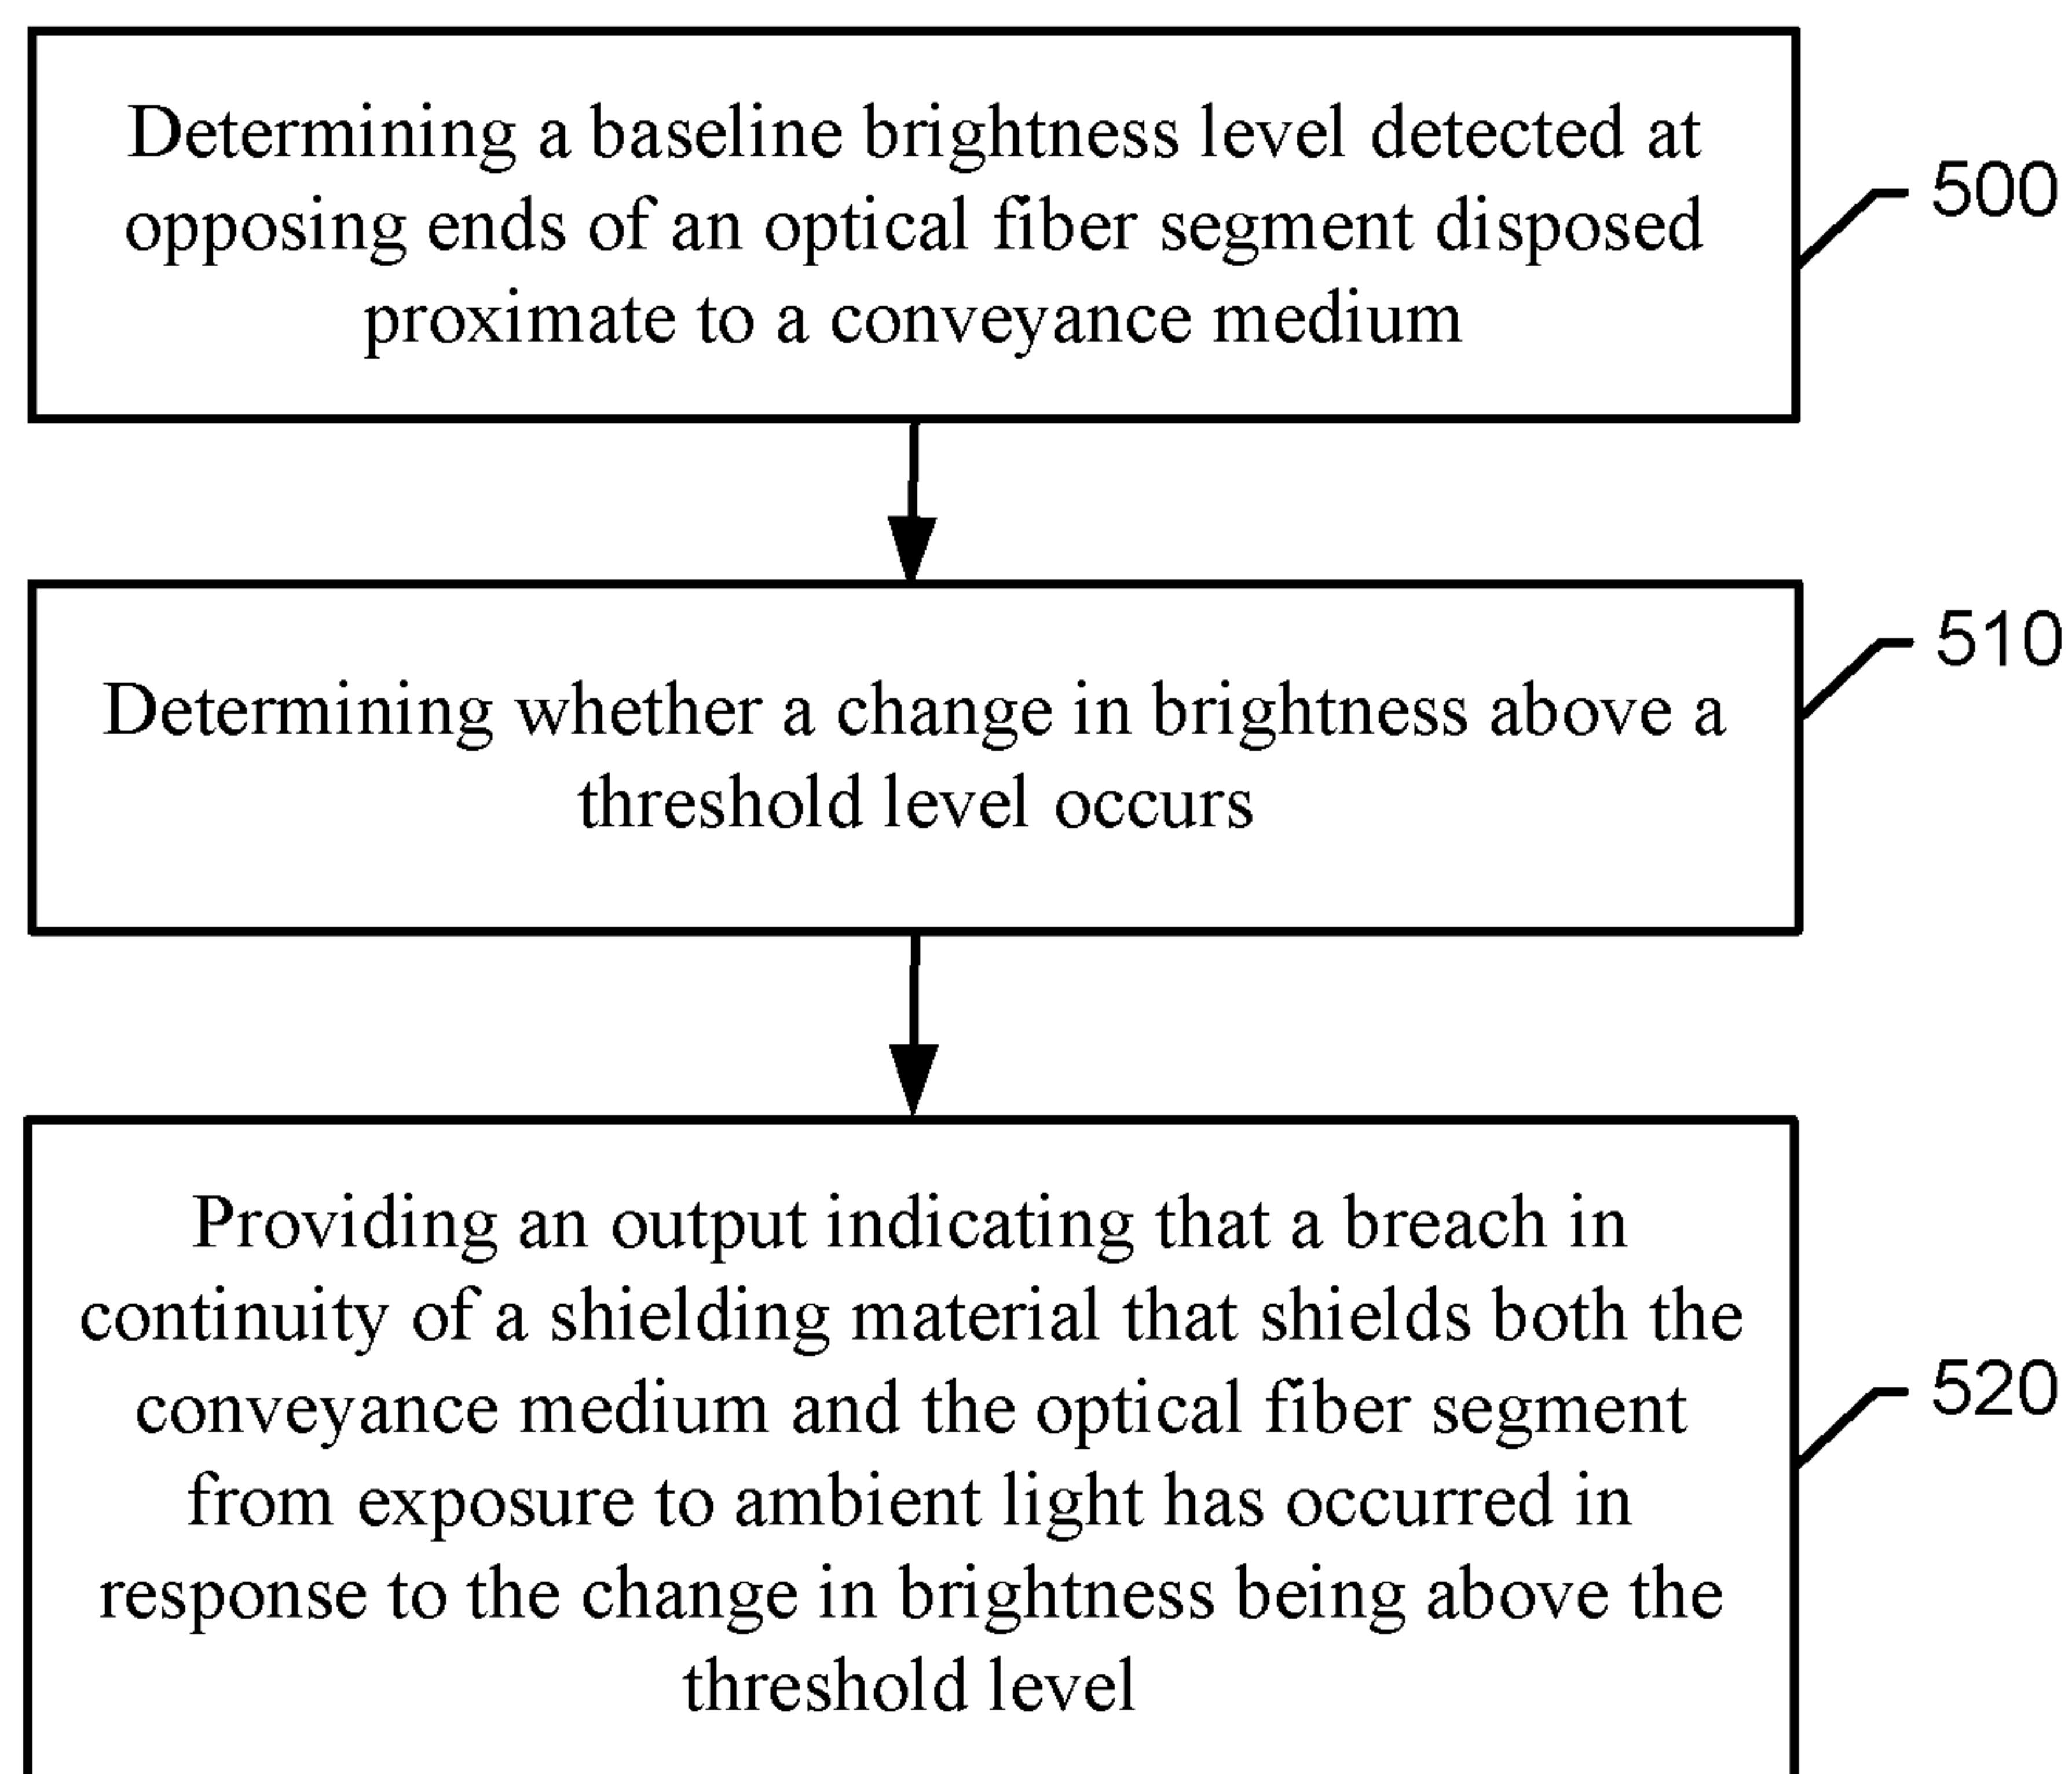 Determining a baseline brightness level detected at
opposing ends of an optical fiber segment disposed
proximate to a conveyance medium
500
Determining whether a change in brightness above a
threshold level occurs
510
Providing an output indicating that a breach in
continuity of a shielding material that shields both the
conveyance medium and the optical fiber segment
from exposure to ambient light has occurred in
response to the change in brightness being above the
threshold level
520